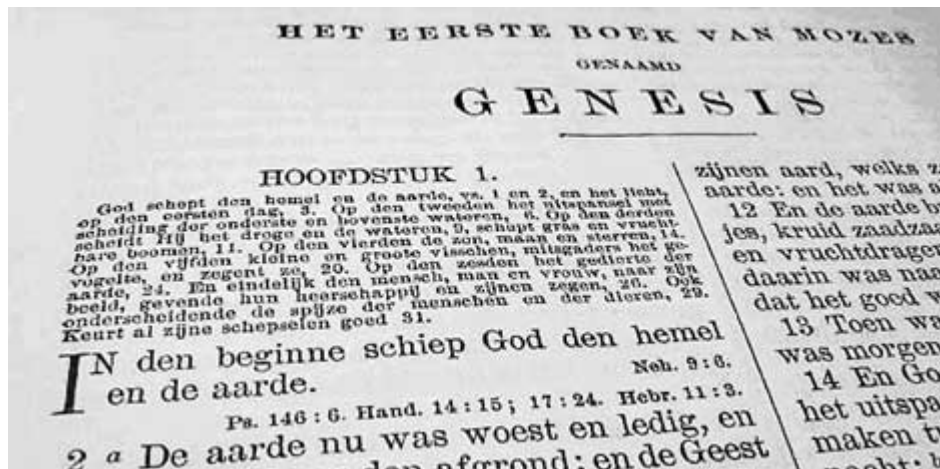 HET EERSTE BOEK VAN MOZES
GENAAMD
GENESIS
HOOFDSTUK 1.
God schept den hemel en de aarde, vs. 1 en 2, en het licht,
op den eersten dag, 3. Op den tweeden het uitspansel met
scheiding der onderste en bovenste wateren, 6. Op den derden
scheidt Hij het droge en de wateren, 9, schept gras en vrucht-
bare boomen, 11. Op den vierden de zon, maan en sterren, 14.
Op den vijfden kleine en groote visschen, mitsgaders het ge-
vogelte, en zegent ze, 20. Op den zesden het gedierte der
aarde, 24. En eindelijk den mensch, man en vrouw, naar zijn
beeld, gevende hun heerschappij en zijnen zegen, 26. Ook
onderscheidende de spijze der menschen en der dieren, 29.
Keurt al zijne schepselen goed 31.
IN den beginne schiep God den hemel
en de aarde.
Neh. 9:6.
Ps. 146:6. Hand. 14:15; 17:24. Hebr. 11:3.
2 a De aarde nu was woest en ledig, en
afgrond; en de Geest
zijnen aard, welks
aarde: en het was
12 En de aarde
jes, kruid
en vruchtdragen
daarin was
dat het goed
13 Toen
was morgen
14 En
het
maken